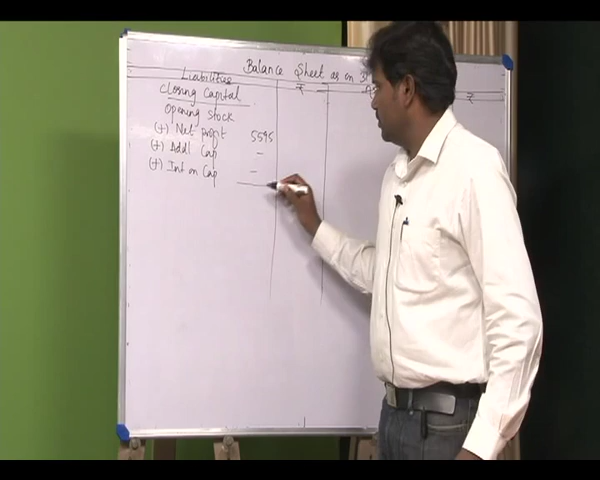 Balance Sheet as on 3
Liabilities ₹ ₹
Closing Capital
Opening Stock
(+) Net profit 5595
(+) Addl Cap -
(+) Int on Cap -